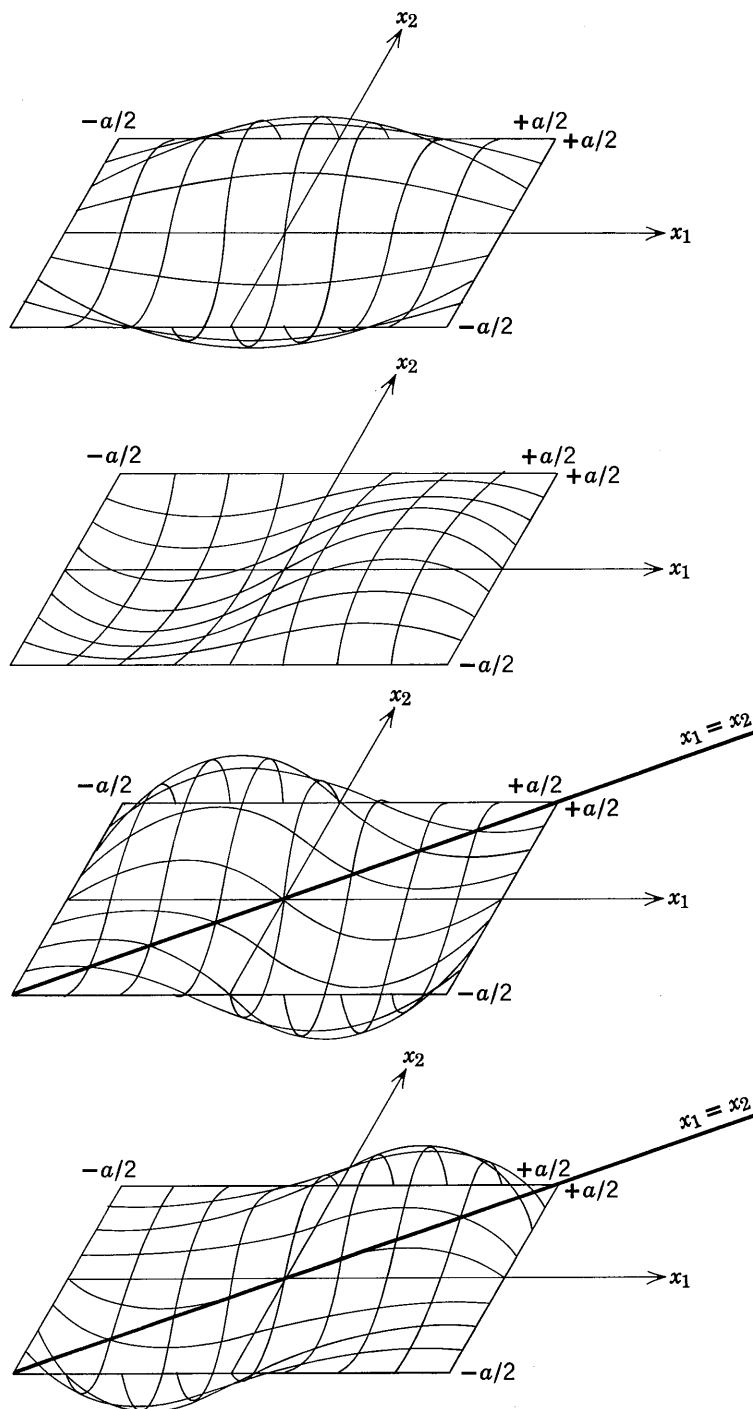 x₂
−a/2
+a/2
+a/2
x₁
−a/2
x₂
−a/2
+a/2
+a/2
x₁
−a/2
x₂
x₁ = x₂
−a/2
+a/2
+a/2
x₁
−a/2
x₂
x₁ = x₂
−a/2
+a/2
+a/2
x₁
−a/2